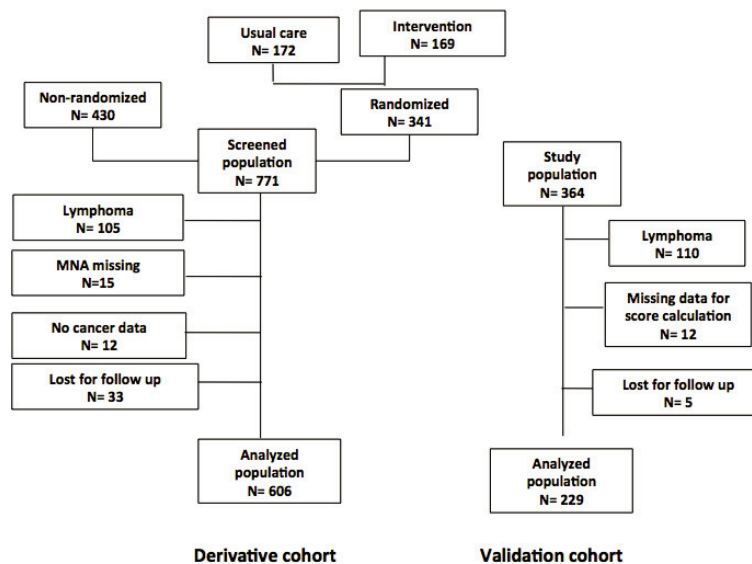 Usual care
N= 172
Intervention
N= 169
Non-randomized
N= 430
Randomized
N= 341
Screened
population
N = 771
Study
population
N = 364
Lymphoma
N= 105
Lymphoma
N= 110
MNA missing
N=15
Missing data for
score calculation
N= 12
No cancer data
N= 12
Lost for follow up
N= 33
Lost for follow up
N= 5
Analyzed
population
N= 606
Analyzed
population
N= 229
Derivative cohort
Validation cohort